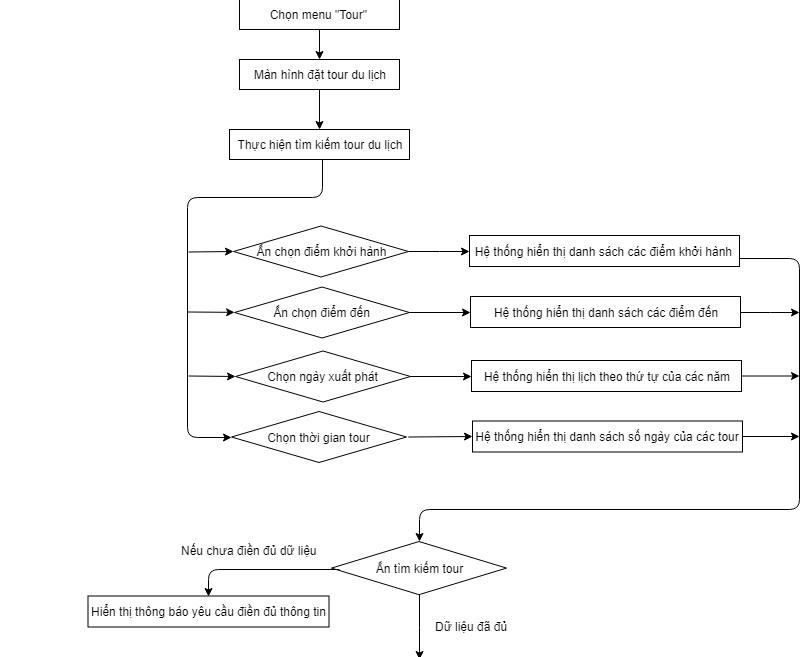 Chọn menu "Tour"
Màn hình đặt tour du lịch
Thực hiện tìm kiếm tour du lịch
Ấn chọn điểm khởi hành
Hệ thống hiển thị danh sách các điểm khởi hành
Ấn chọn điểm đến
Hệ thống hiển thị danh sách các điểm đến
Chọn ngày xuất phát
Hệ thống hiển thị lịch theo thứ tự của các năm
Chọn thời gian tour
Hệ thống hiển thị danh sách số ngày của các tour
Nếu chưa điền đủ dữ liệu
Ấn tìm kiếm tour
Hiển thị thông báo yêu cầu điền đủ thông tin
Dữ liệu đã đủ